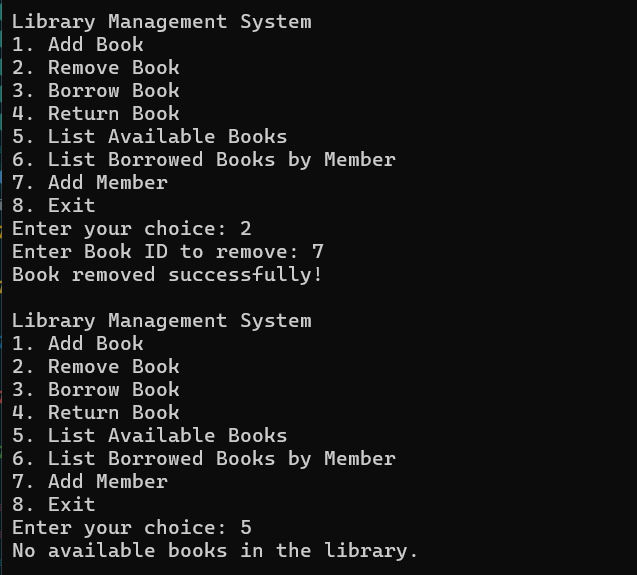 Library Management System
1. Add Book
2. Remove Book
3. Borrow Book
4. Return Book
5. List Available Books
6. List Borrowed Books by Member
7. Add Member
8. Exit
Enter your choice: 2
Enter Book ID to remove: 7
Book removed successfully!

Library Management System
1. Add Book
2. Remove Book
3. Borrow Book
4. Return Book
5. List Available Books
6. List Borrowed Books by Member
7. Add Member
8. Exit
Enter your choice: 5
No available books in the library.